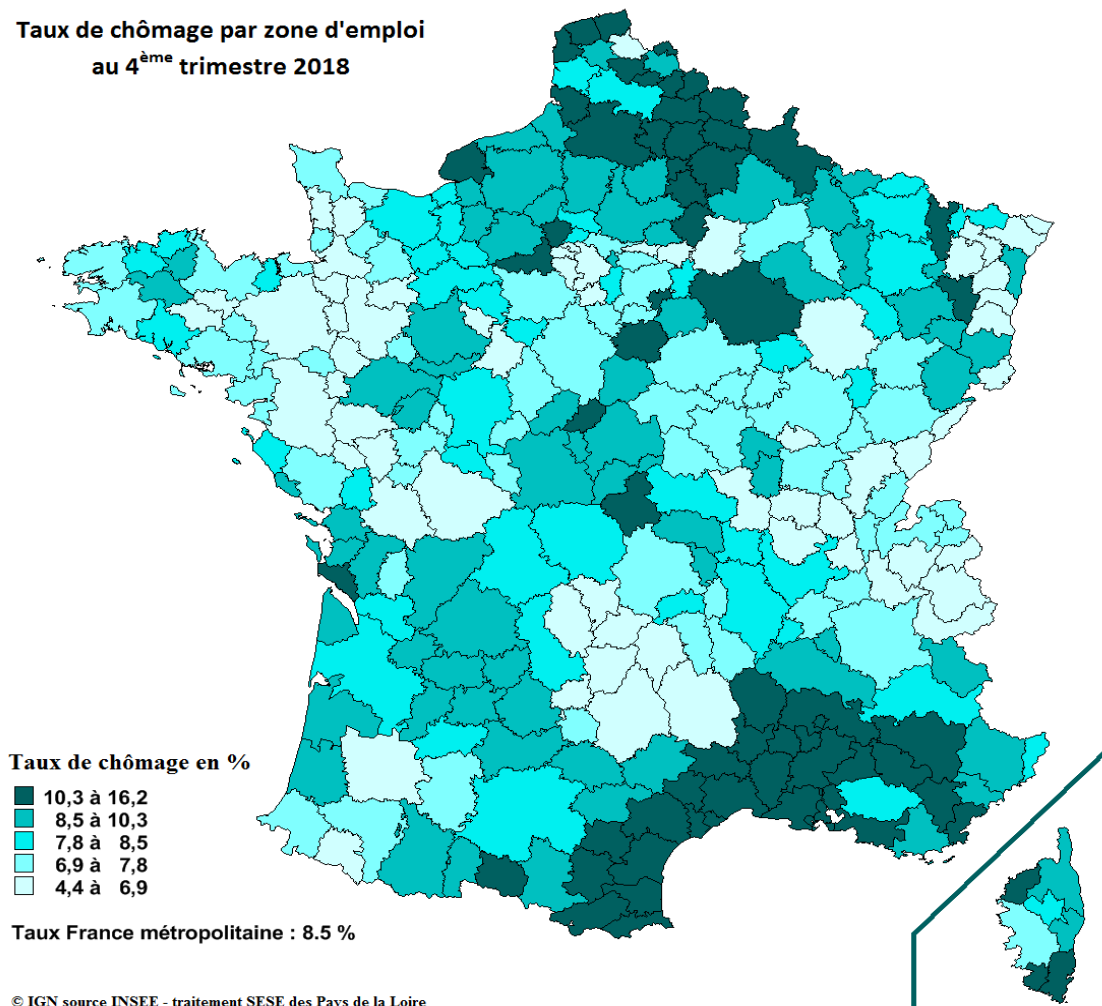 Taux de chômage par zone d'emploi
au 4ème trimestre 2018
Taux de chômage en %
10,3 à 16,2
8,5 à 10,3
7,8 à 8,5
6,9 à 7,8
4,4 à 6,9
Taux France métropolitaine : 8.5 %
© IGN source INSEE - traitement SESE des Pays de la Loire